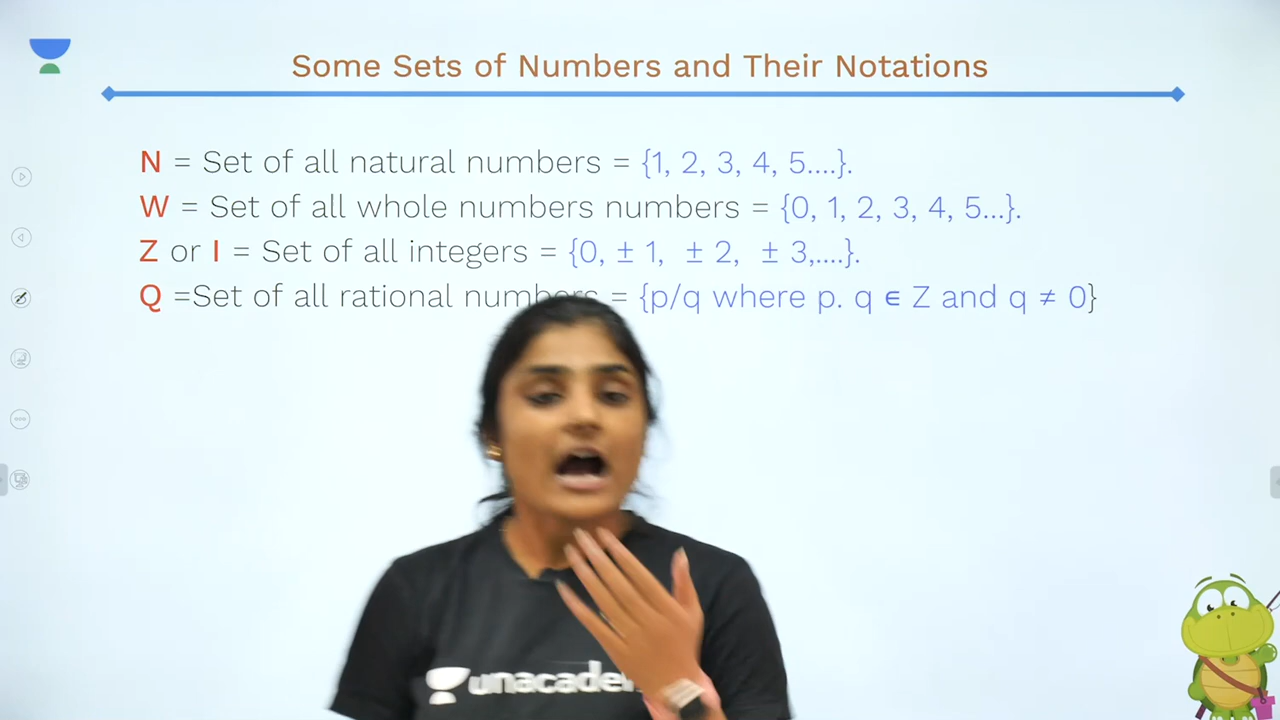 Some Sets of Numbers and Their Notations
N = Set of all natural numbers = {1, 2, 3, 4, 5....}.
W = Set of all whole numbers numbers = {0, 1, 2, 3, 4, 5...}.
Z or I = Set of all integers = {0, ± 1, ± 2, ± 3,....}.
Q =Set of all rational numbers = {p/q where p. q ∈ Z and q ≠ 0}